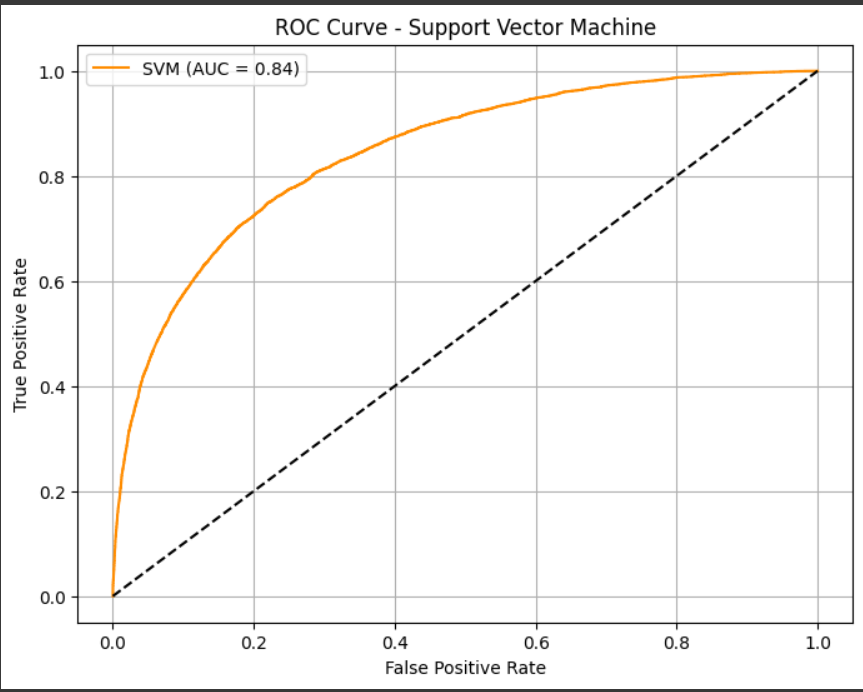 ROC Curve - Support Vector Machine
SVM (AUC = 0.84)
1.0
0.8
0.6
0.4
0.2
0.0
True Positive Rate
0.0 0.2 0.4 0.6 0.8 1.0
False Positive Rate